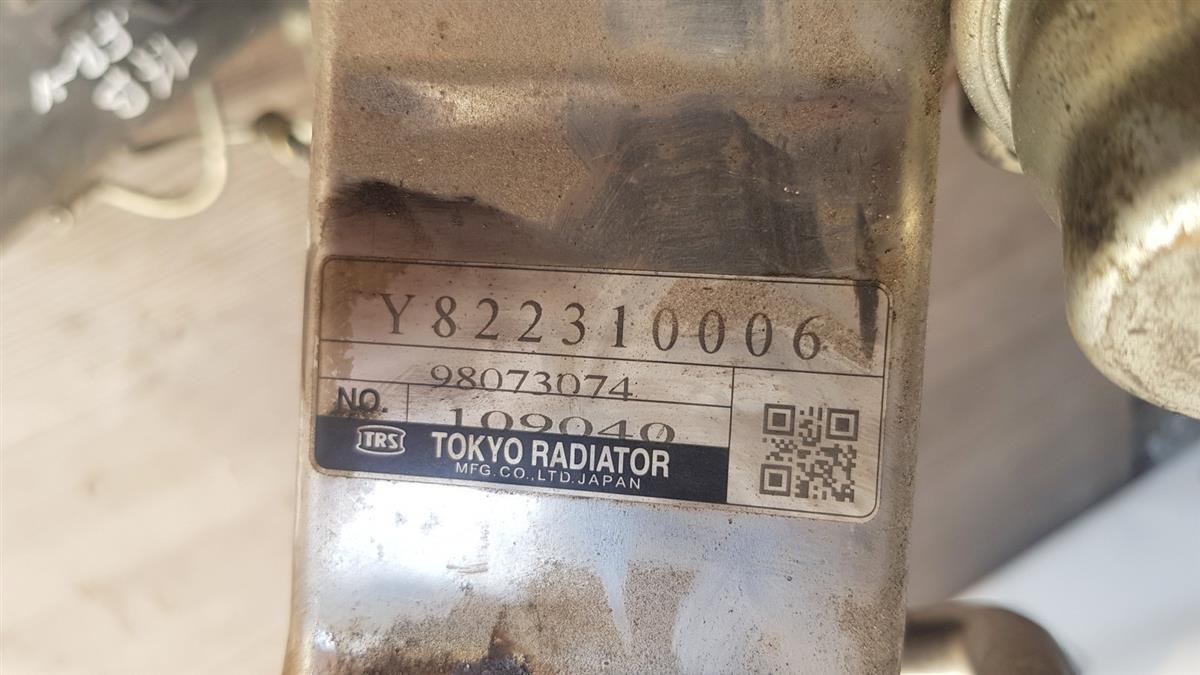 Y822310006
98073074
NO. 109040
TRS TOKYO RADIATOR
MFG.CO.,LTD.JAPAN